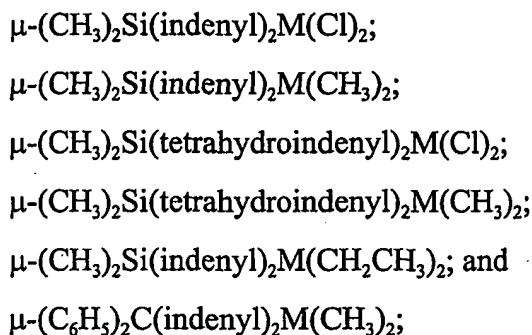 μ-(CH₃)₂Si(indenyl)₂M(Cl)₂;
μ-(CH₃)₂Si(indenyl)₂M(CH₃)₂;
μ-(CH₃)₂Si(tetrahydroindenyl)₂M(Cl)₂;
μ-(CH₃)₂Si(tetrahydroindenyl)₂M(CH₃)₂;
μ-(CH₃)₂Si(indenyl)₂M(CH₂CH₃)₂; and
μ-(C₆H₅)₂C(indenyl)₂M(CH₃)₂;